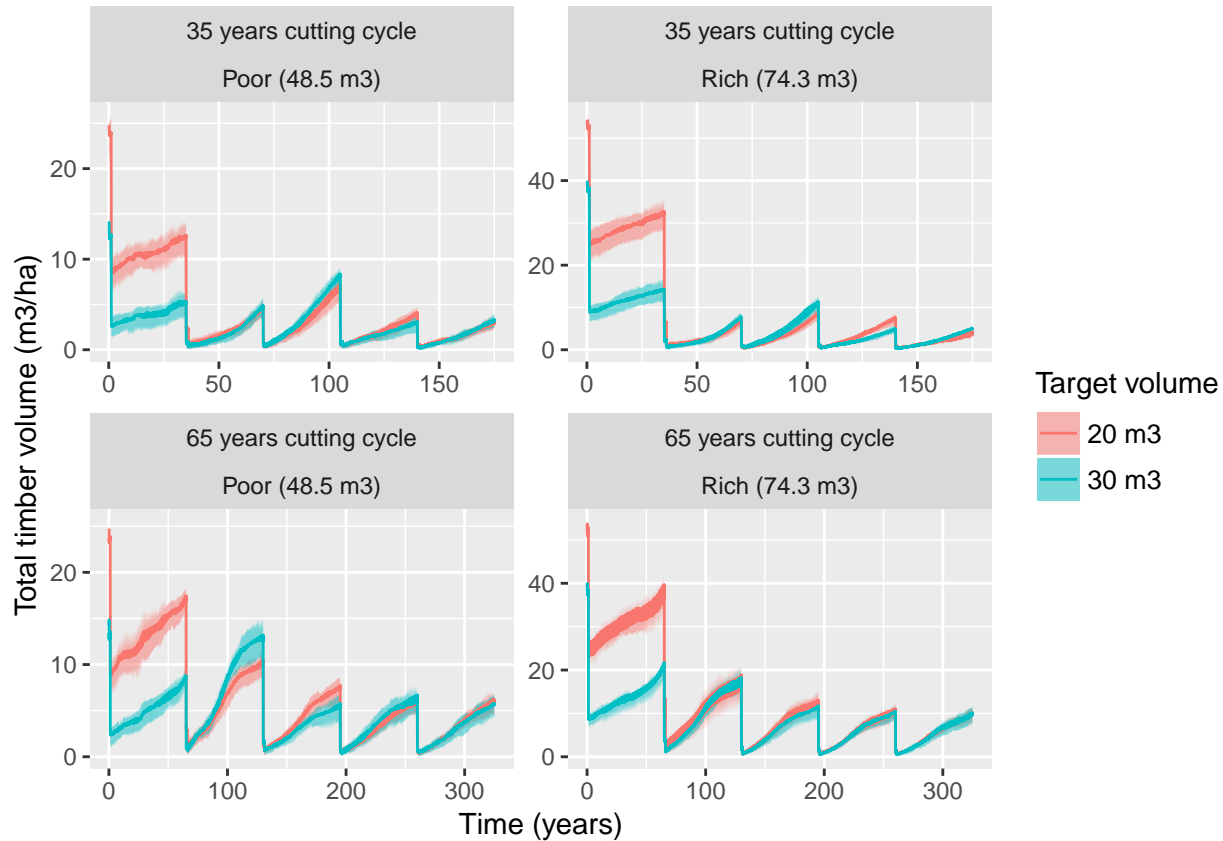 35 years cutting cycle
Poor (48.5 m3)
35 years cutting cycle
Rich (74.3 m3)
20
10
0
0 50 100 150
40
20
0
0 50 100 150
65 years cutting cycle
Poor (48.5 m3)
65 years cutting cycle
Rich (74.3 m3)
20
10
0
0 100 200 300
40
20
0
0 100 200 300
Total timber volume (m3/ha)
Time (years)
Target volume
20 m3
30 m3